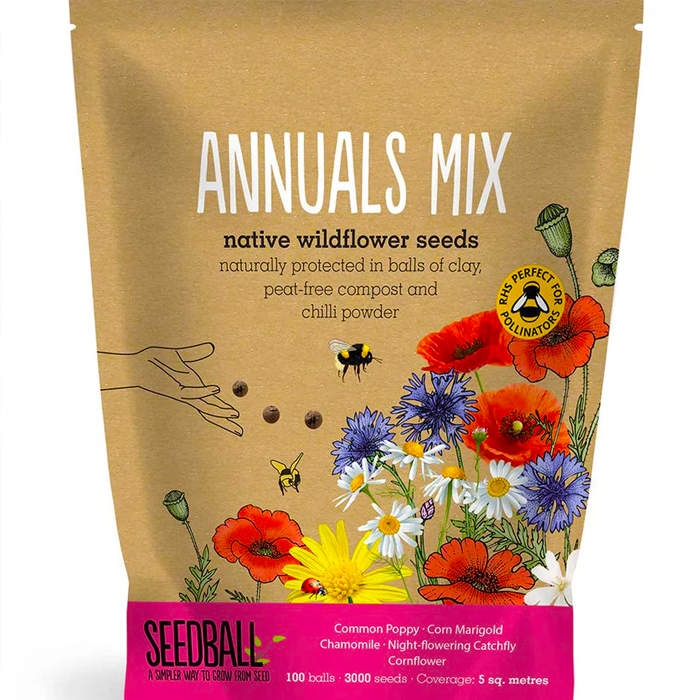 ANNUALS MIX
native wildflower seeds
naturally protected in balls of clay,
peat-free compost and
chilli powder
RHS PERFECT FOR
POLLINATORS
SEEDBALL
A SIMPLER WAY TO GROW FROM SEED
Common Poppy · Corn Marigold
Chamomile · Night-flowering Catchfly
Cornflower
100 balls · 3000 seeds · Coverage: 5 sq. metres